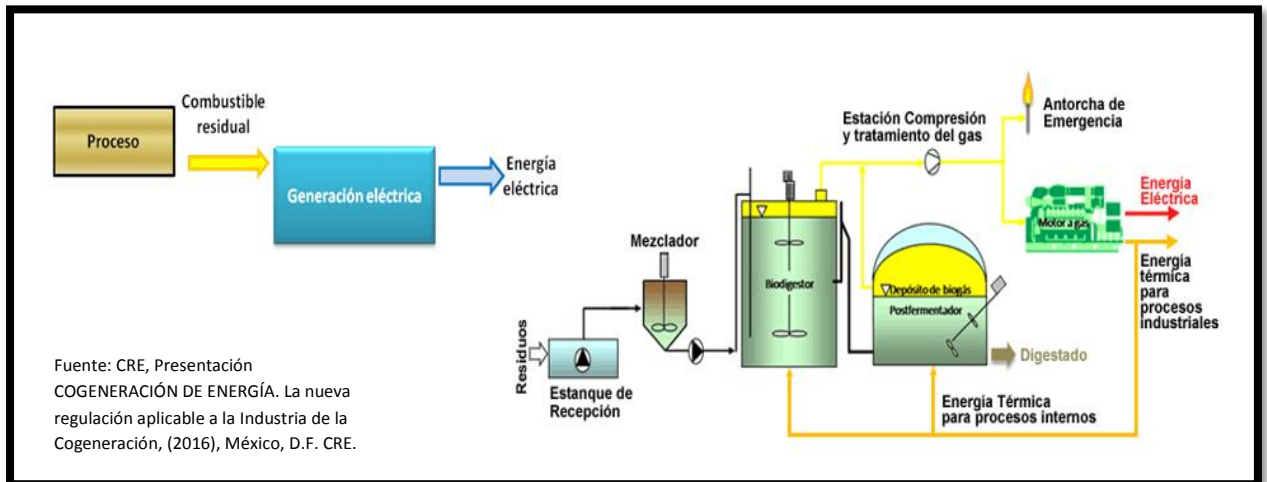 Proceso
Combustible
residual
Generación eléctrica
Energía
eléctrica
Fuente: CRE, Presentación
COGENERACIÓN DE ENERGÍA. La nueva
regulación aplicable a la Industria de la
Cogeneración, (2016), México, D.F. CRE.
Residuos
Estanque de
Recepción
Mezclador
Biodigestor
Estación Compresión
y tratamiento del gas
Depósito de biogás
Postfermentador
Digestado
Energía Térmica
para procesos internos
Antorcha de
Emergencia
Motor a gas
Energía
Eléctrica
Energía
térmica
para
procesos
industriales